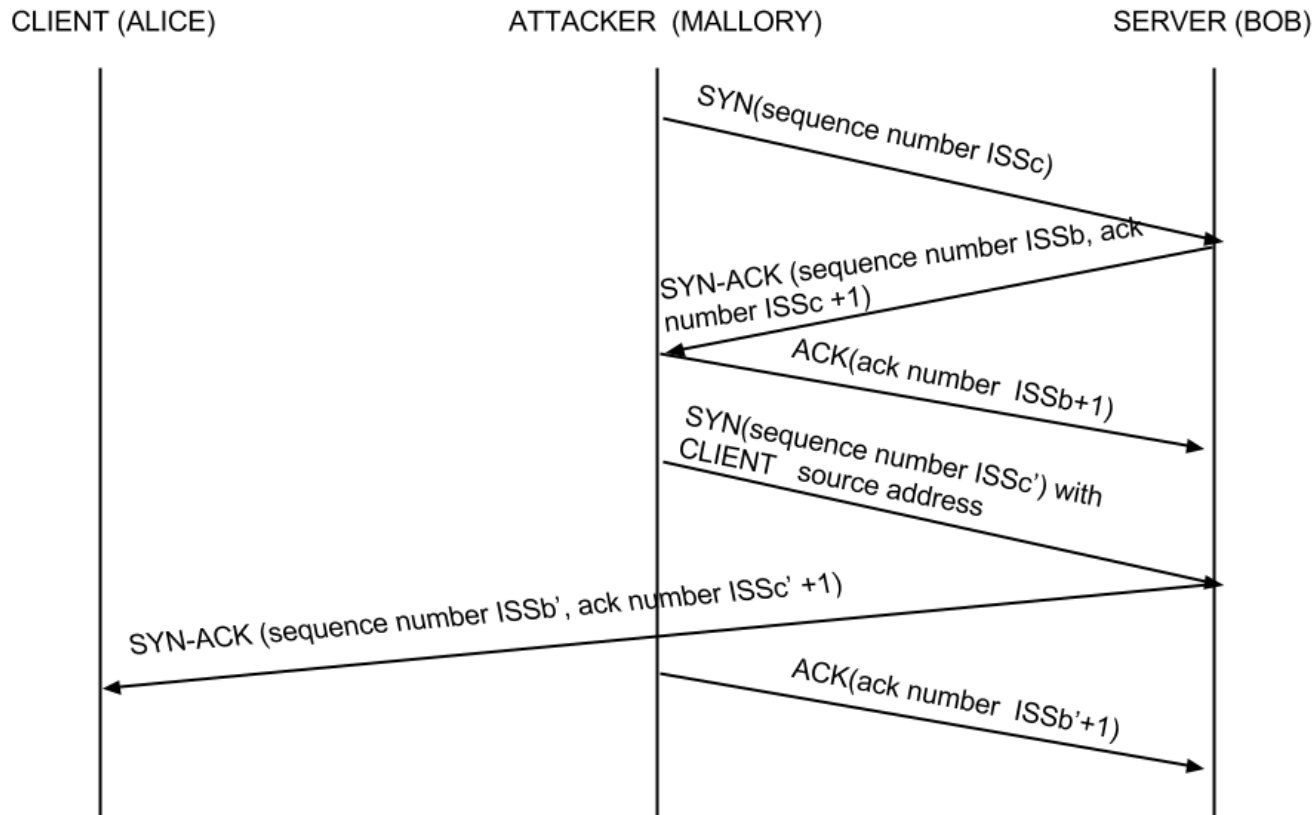 CLIENT (ALICE)
ATTACKER (MALLORY)
SERVER (BOB)
SYN(sequence number ISSc)
SYN-ACK (sequence number ISSb, ack
number ISSc +1)
ACK(ack number ISSb+1)
SYN(sequence number ISSc’) with
CLIENT source address
SYN-ACK (sequence number ISSb’, ack number ISSc’ +1)
ACK(ack number ISSb’+1)